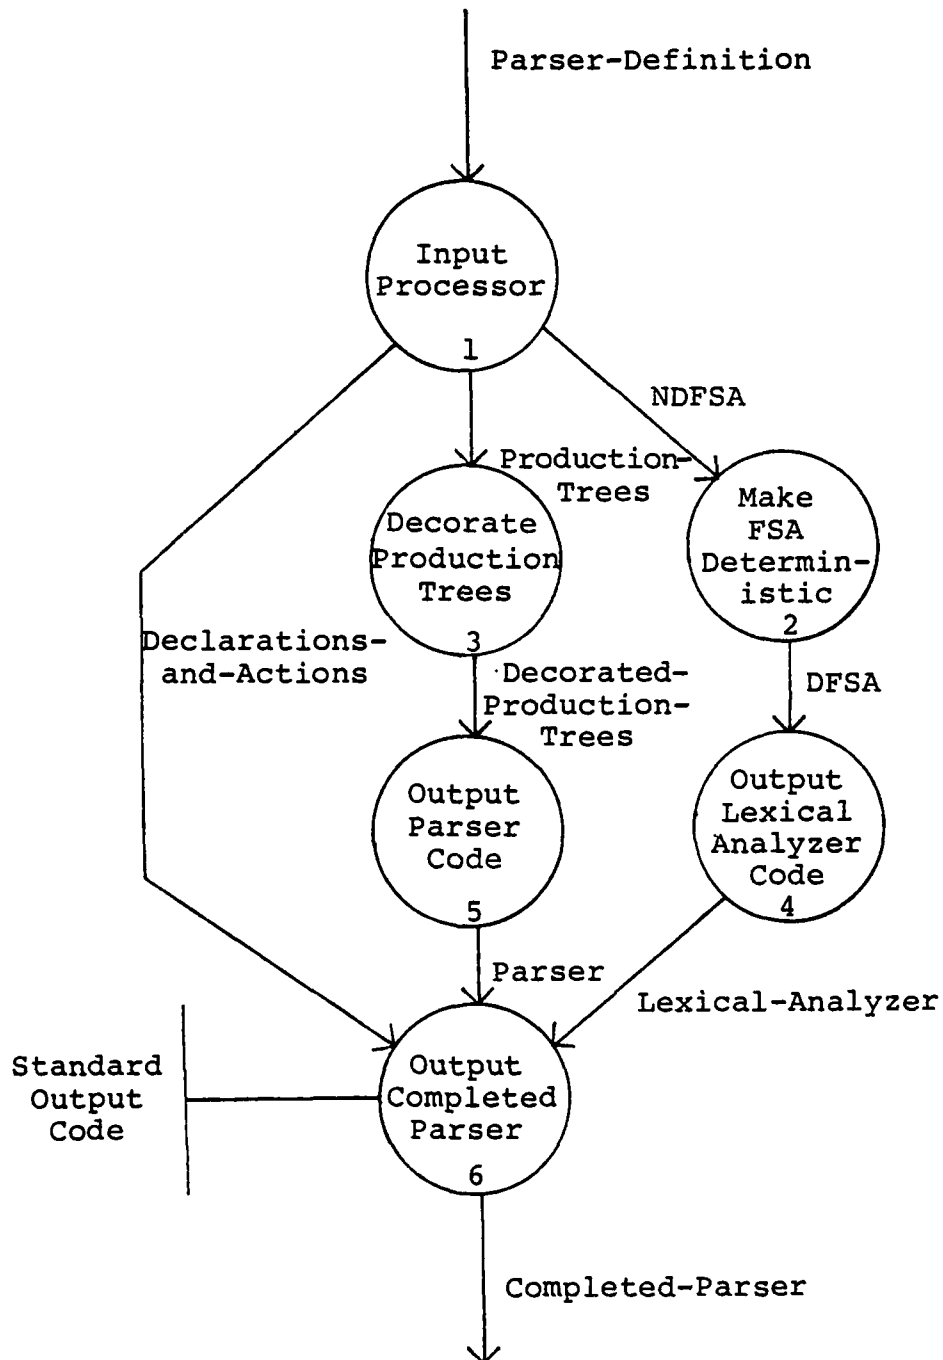 Parser-Definition
Input
Processor
1
NDFSA
Production-
Trees
Make
FSA
Determin-
istic
2
Decorate
Production
Trees
3
Declarations-
and-Actions
Decorated-
Production-
Trees
DFSA
Output
Parser
Code
5
Output
Lexical
Analyzer
Code
4
Parser
Lexical-Analyzer
Standard
Output
Code
Output
Completed
Parser
6
Completed-Parser